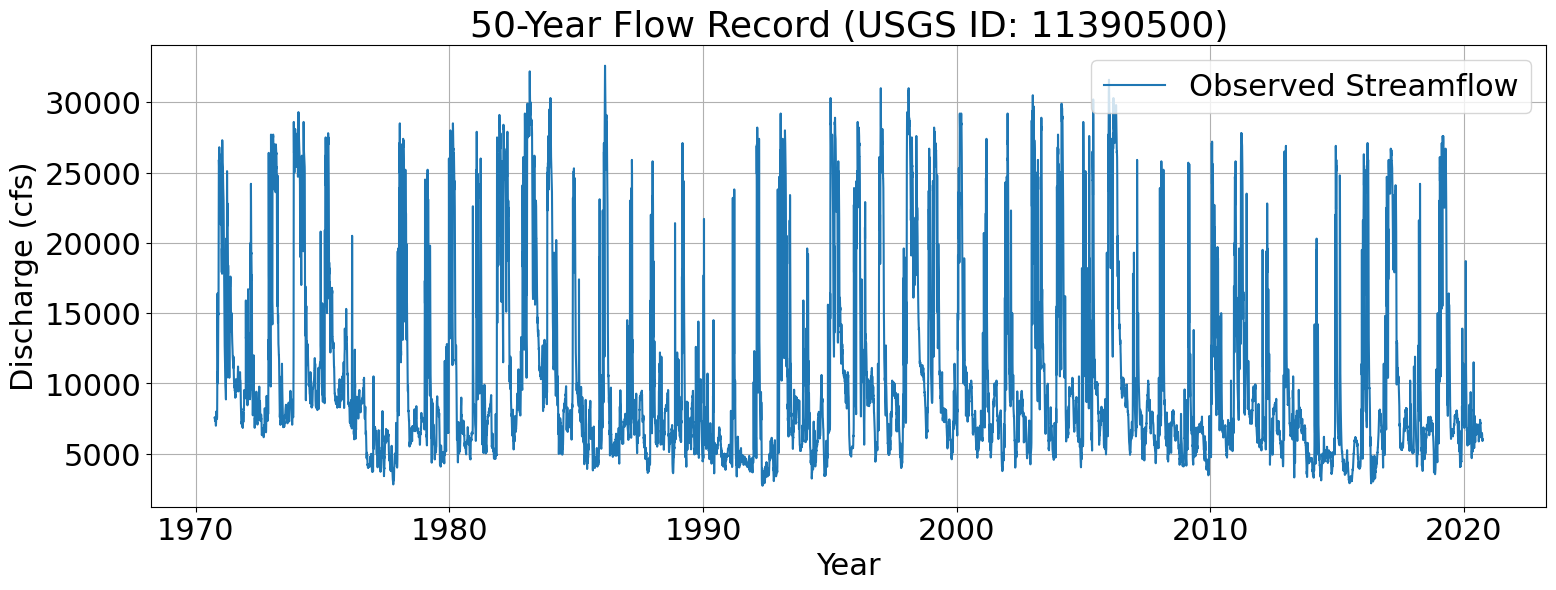 50-Year Flow Record (USGS ID: 11390500)
Observed Streamflow
Discharge (cfs)
30000
25000
20000
15000
10000
5000
1970 1980 1990 2000 2010 2020
Year